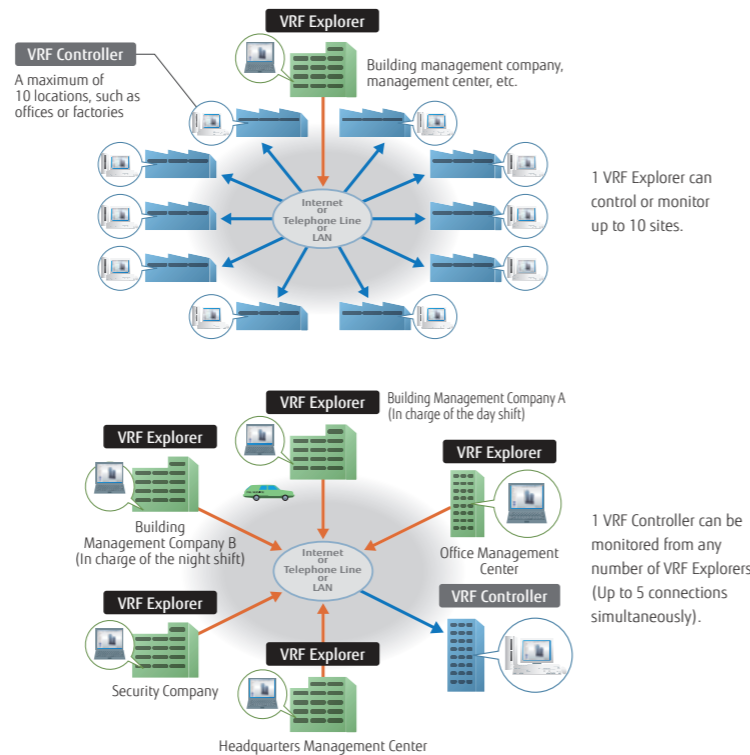 VRF Explorer
VRF Controller
A maximum of
10 locations, such as
offices or factories
Building management company,
management center, etc.
Internet
or
Telephone Line
or
LAN
1 VRF Explorer can
control or monitor
up to 10 sites.
VRF Explorer
Building Management Company A
(In charge of the day shift)
VRF Explorer
Building
Management Company B
(In charge of the night shift)
VRF Explorer
Office Management
Center
Internet
or
Telephone Line
or
LAN
1 VRF Controller can be
monitored from any
number of VRF Explorers
(Up to 5 connections
simultaneously).
VRF Explorer
Security Company
VRF Controller
VRF Explorer
Headquarters Management Center